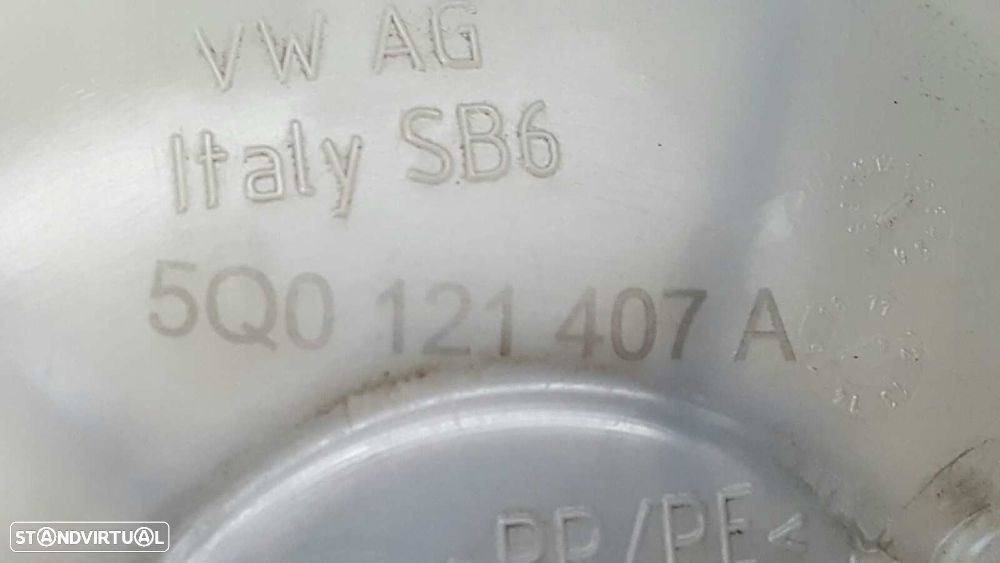 VW AG
Italy SB6
5Q0 121 407 A
PP/PE<
STANDVIRTUAL